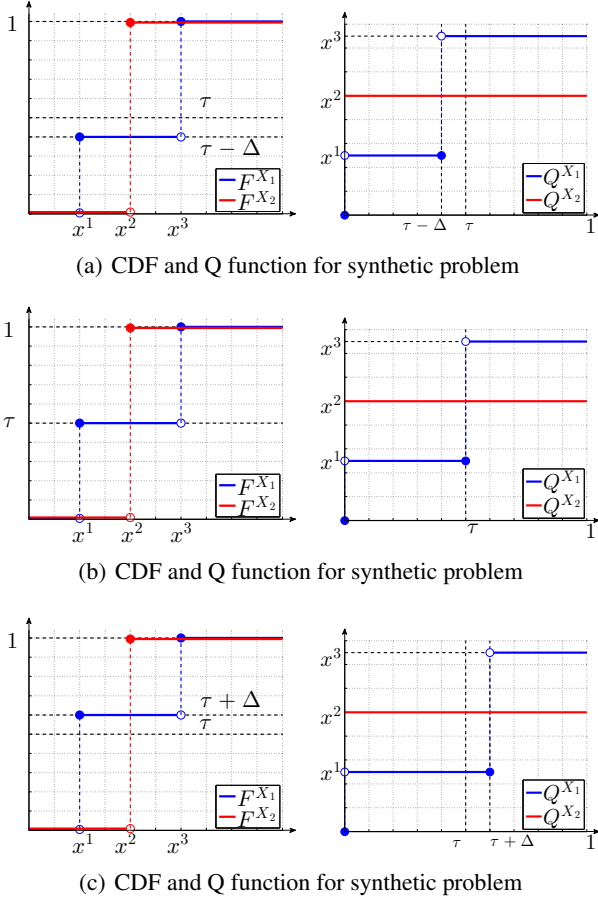 1
τ
τ − Δ
F^{X_1}
F^{X_2}
x^1 x^2 x^3
x^3
x^2
x^1
Q^{X_1}
Q^{X_2}
τ − Δ τ 1
(a) CDF and Q function for synthetic problem
1
τ
F^{X_1}
F^{X_2}
x^1 x^2 x^3
x^3
x^2
x^1
Q^{X_1}
Q^{X_2}
τ 1
(b) CDF and Q function for synthetic problem
1
τ + Δ
τ
F^{X_1}
F^{X_2}
x^1 x^2 x^3
x^3
x^2
x^1
Q^{X_1}
Q^{X_2}
τ τ + Δ 1
(c) CDF and Q function for synthetic problem